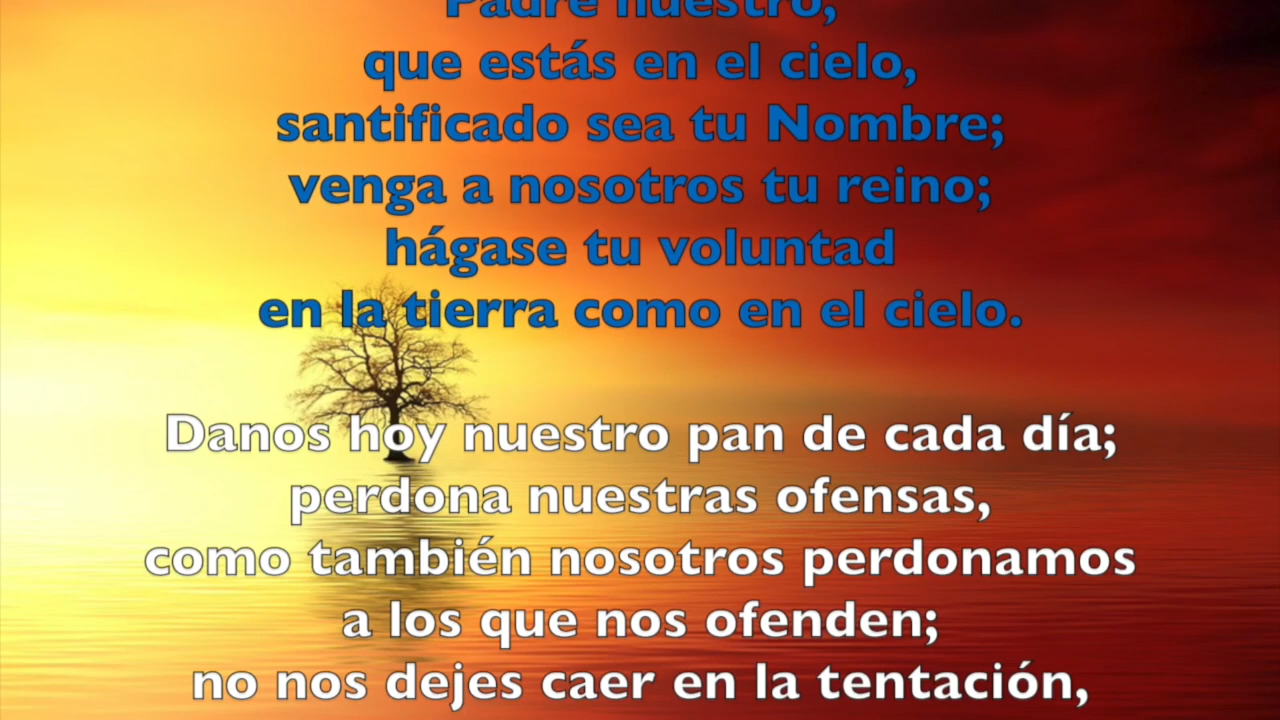 Padre nuestro,
que estás en el cielo,
santificado sea tu Nombre;
venga a nosotros tu reino;
hágase tu voluntad
en la tierra como en el cielo.
Danos hoy nuestro pan de cada día;
perdona nuestras ofensas,
como también nosotros perdonamos
a los que nos ofenden;
no nos dejes caer en la tentación,